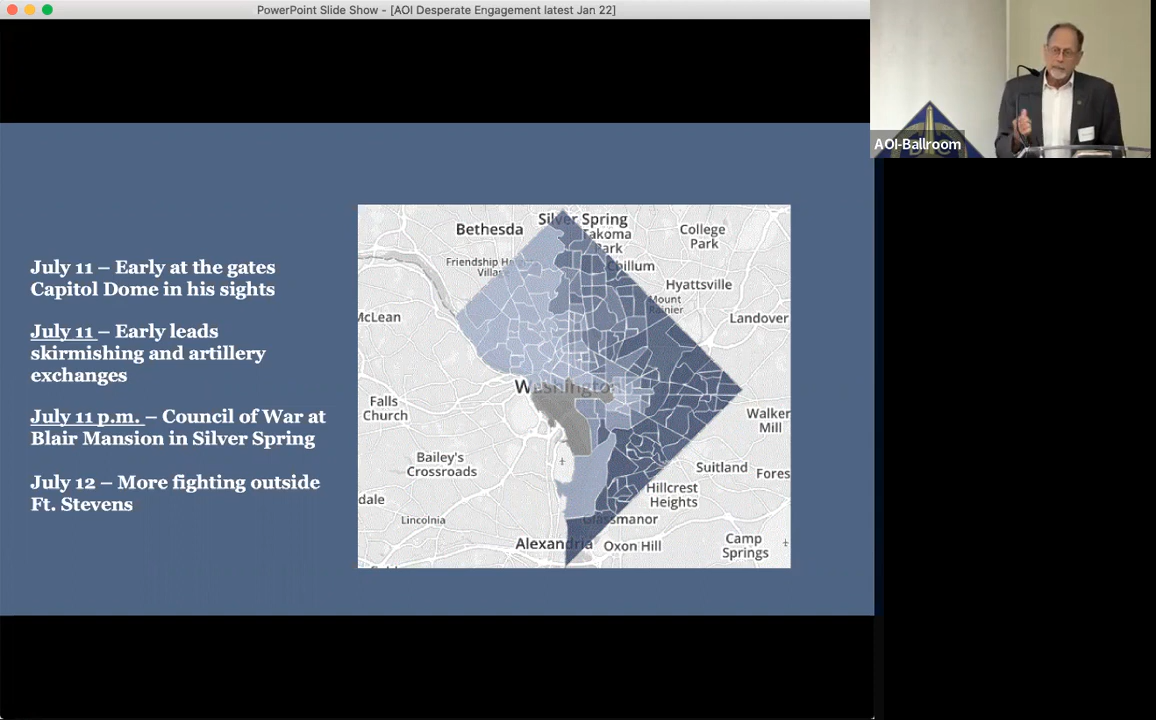 PowerPoint Slide Show - [AOI Desperate Engagement latest Jan 22]
AOI-Ballroom
July 11 – Early at the gates
Capitol Dome in his sights
July 11 – Early leads
skirmishing and artillery
exchanges
July 11 p.m. – Council of War at
Blair Mansion in Silver Spring
July 12 – More fighting outside
Ft. Stevens
Silver Spring
Bethesda
Takoma
Park
College
Park
Friendship
Chillum
Hyattsville
Mount
Rainier
McLean
Landover
Washington
Falls
Church
Walker
Mill
Bailey's
Crossroads
Suitland
Fores
Hillcrest
Heights
dale
Lincolnia
Glassmanor
Alexandria
Oxon Hill
Camp
Springs